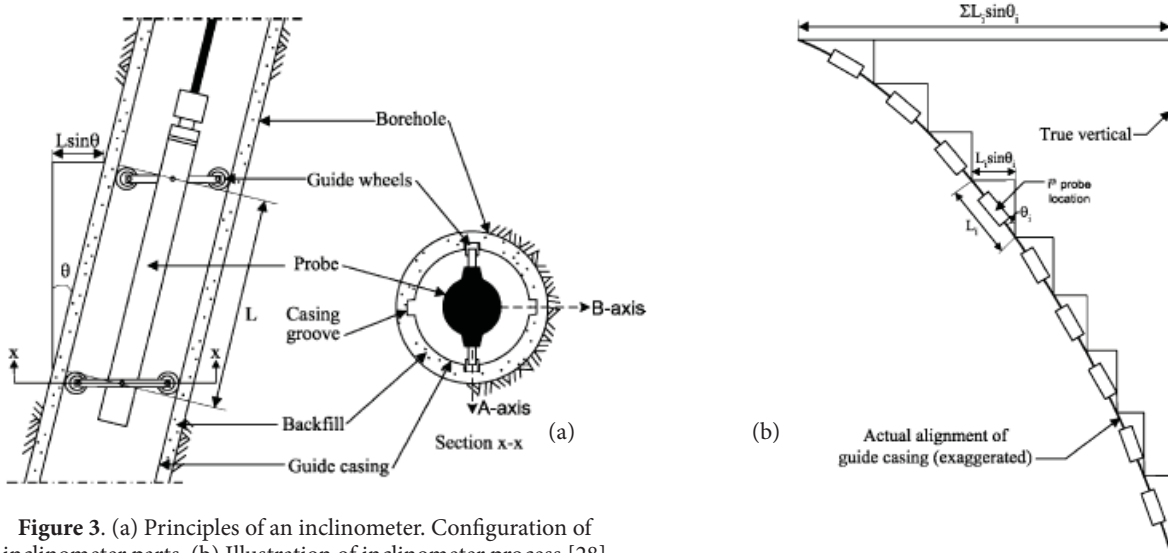 ΣLᵢsinθᵢ
Borehole
Lsinθ
True vertical
Guide wheels
Lᵢsinθᵢ
iᵗʰ probe
location
θᵢ
Lᵢ
θ
Probe
L
B-axis
Casing
groove
x
x
A-axis
Backfill
Section x-x
(a)
(b)
Actual alignment of
guide casing (exaggerated)
Guide casing
Figure 3. (a) Principles of an inclinometer. Configuration of
inclinometer parts. (b) Illustration of inclinometer process [28]